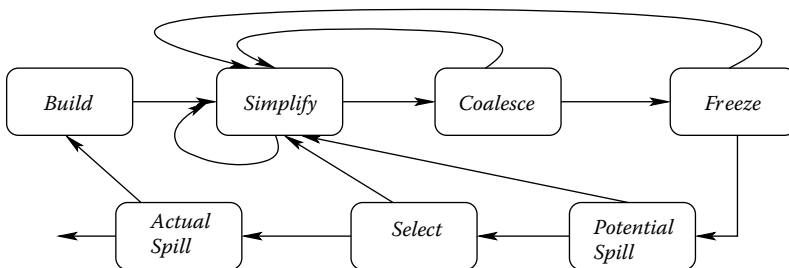 Build
Simplify
Coalesce
Freeze
Actual
Spill
Select
Potential
Spill